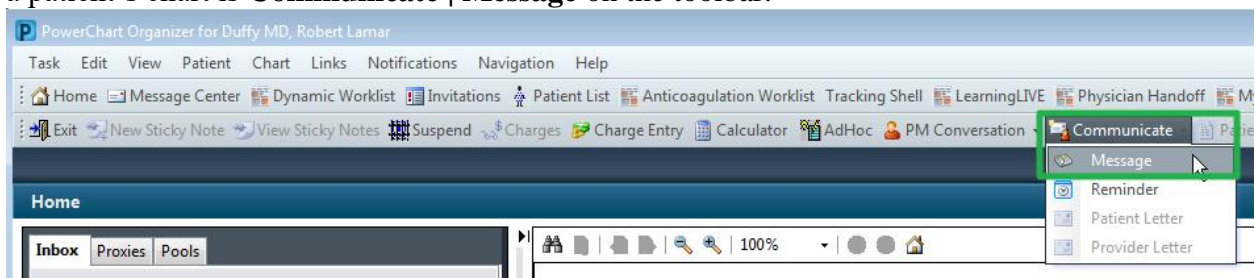 a patient's chart is Communicate | Message on the toolbar.
PowerChart Organizer for Duffy MD, Robert Lamar
Task Edit View Patient Chart Links Notifications Navigation Help
Home Message Center Dynamic Worklist Invitations Patient List Anticoagulation Worklist Tracking Shell LearningLIVE Physician Handoff
Exit New Sticky Note View Sticky Notes Suspend Charges Charge Entry Calculator AdHoc PM Conversation Communicate
Message
Home
Reminder
Patient Letter
Inbox Proxies Pools 100% Provider Letter